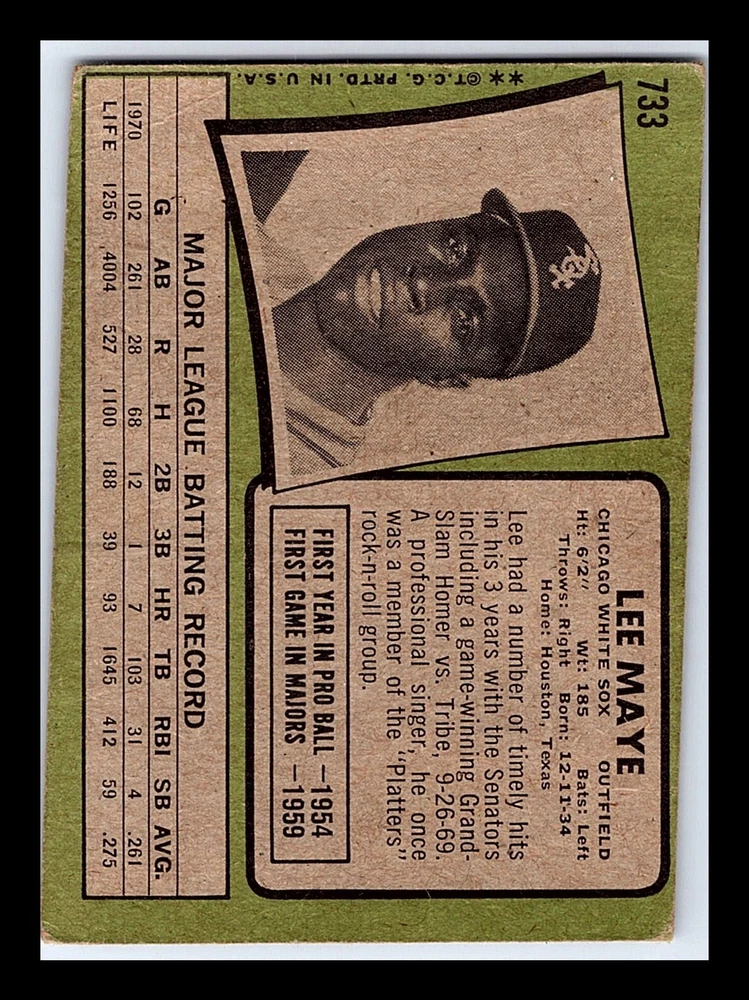 733
LEE MAYE
CHICAGO WHITE SOX OUTFIELD
Ht: 6'2" Wt: 185 Bats: Left
Throws: Right Born: 12-11-34
Home: Houston, Texas
Lee had a number of timely hits
in his 3 years with the Senators
including a game-winning Grand-
Slam Homer vs. Tribe, 9-26-69.
A professional singer, he once
was a member of the "Platters"
rock-n-roll group.
FIRST YEAR IN PRO BALL —1954
FIRST GAME IN MAJORS —1959
MAJOR LEAGUE BATTING RECORD
G AB R H 2B 3B HR TB RBI SB AVG.
1970 102 261 28 68 12 1 7 103 31 4 .261
LIFE 1256 4004 527 1100 188 39 93 1645 412 59 .275
**©T.C.G. PRTD. IN U.S.A.